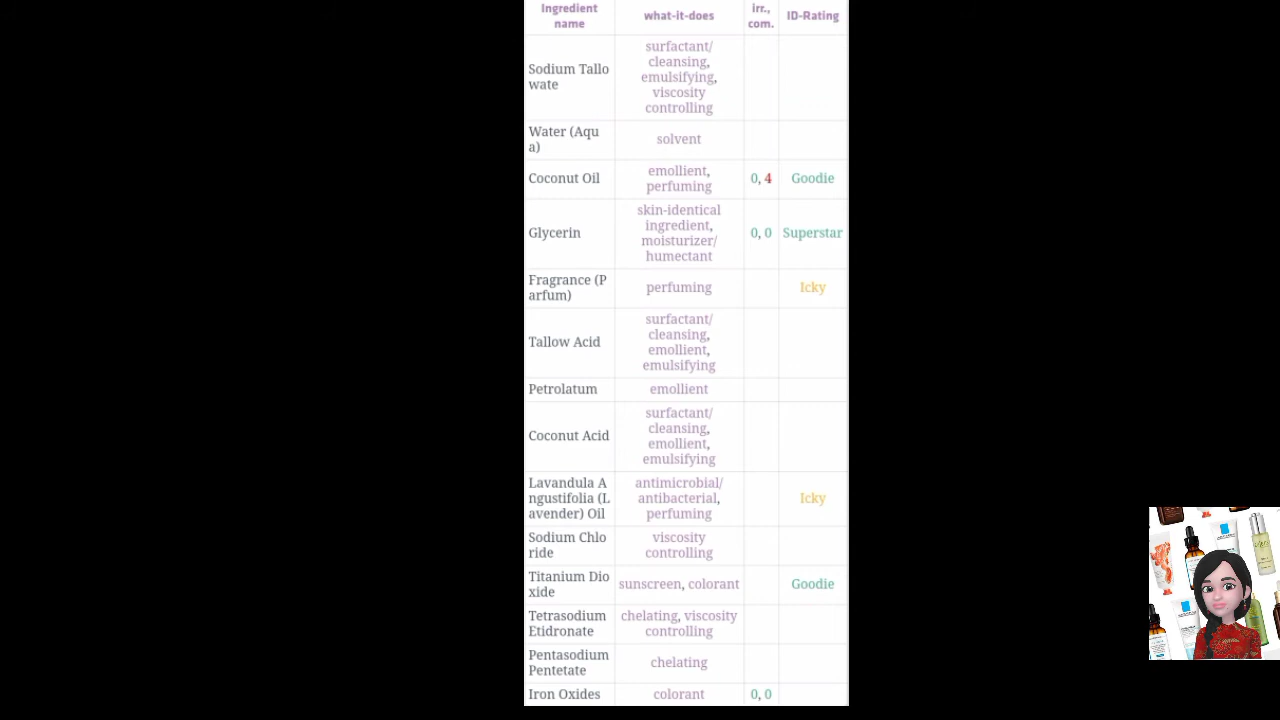 Ingredient name what-it-does irr., com. ID-Rating
Sodium Tallo
wate
surfactant/
cleansing,
emulsifying,
viscosity
controlling
Water (Aqu
a)
solvent
Coconut Oil
emollient,
perfuming
0, 4
Goodie
Glycerin
skin-identical
ingredient,
moisturizer/
humectant
0, 0
Superstar
Fragrance (P
arfum)
perfuming
Icky
Tallow Acid
surfactant/
cleansing,
emollient,
emulsifying
Petrolatum
emollient
Coconut Acid
surfactant/
cleansing,
emollient,
emulsifying
Lavandula A
ngustifolia (L
avender) Oil
antimicrobial/
antibacterial,
perfuming
Icky
Sodium Chlo
ride
viscosity
controlling
Titanium Dio
xide
sunscreen, colorant
Goodie
Tetrasodium
Etidronate
chelating, viscosity
controlling
Pentasodium
Pentetate
chelating
Iron Oxides
colorant
0, 0